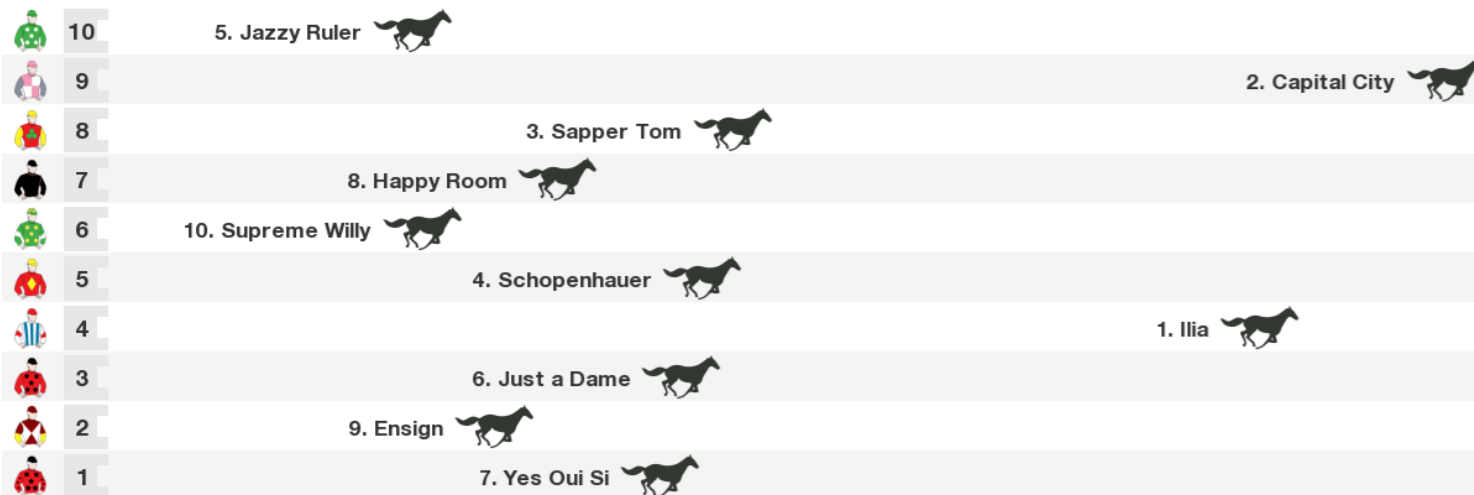 10 5. Jazzy Ruler
9 2. Capital City
8 3. Sapper Tom
7 8. Happy Room
6 10. Supreme Willy
5 4. Schopenhauer
4 1. Ilia
3 6. Just a Dame
2 9. Ensign
1 7. Yes Oui Si